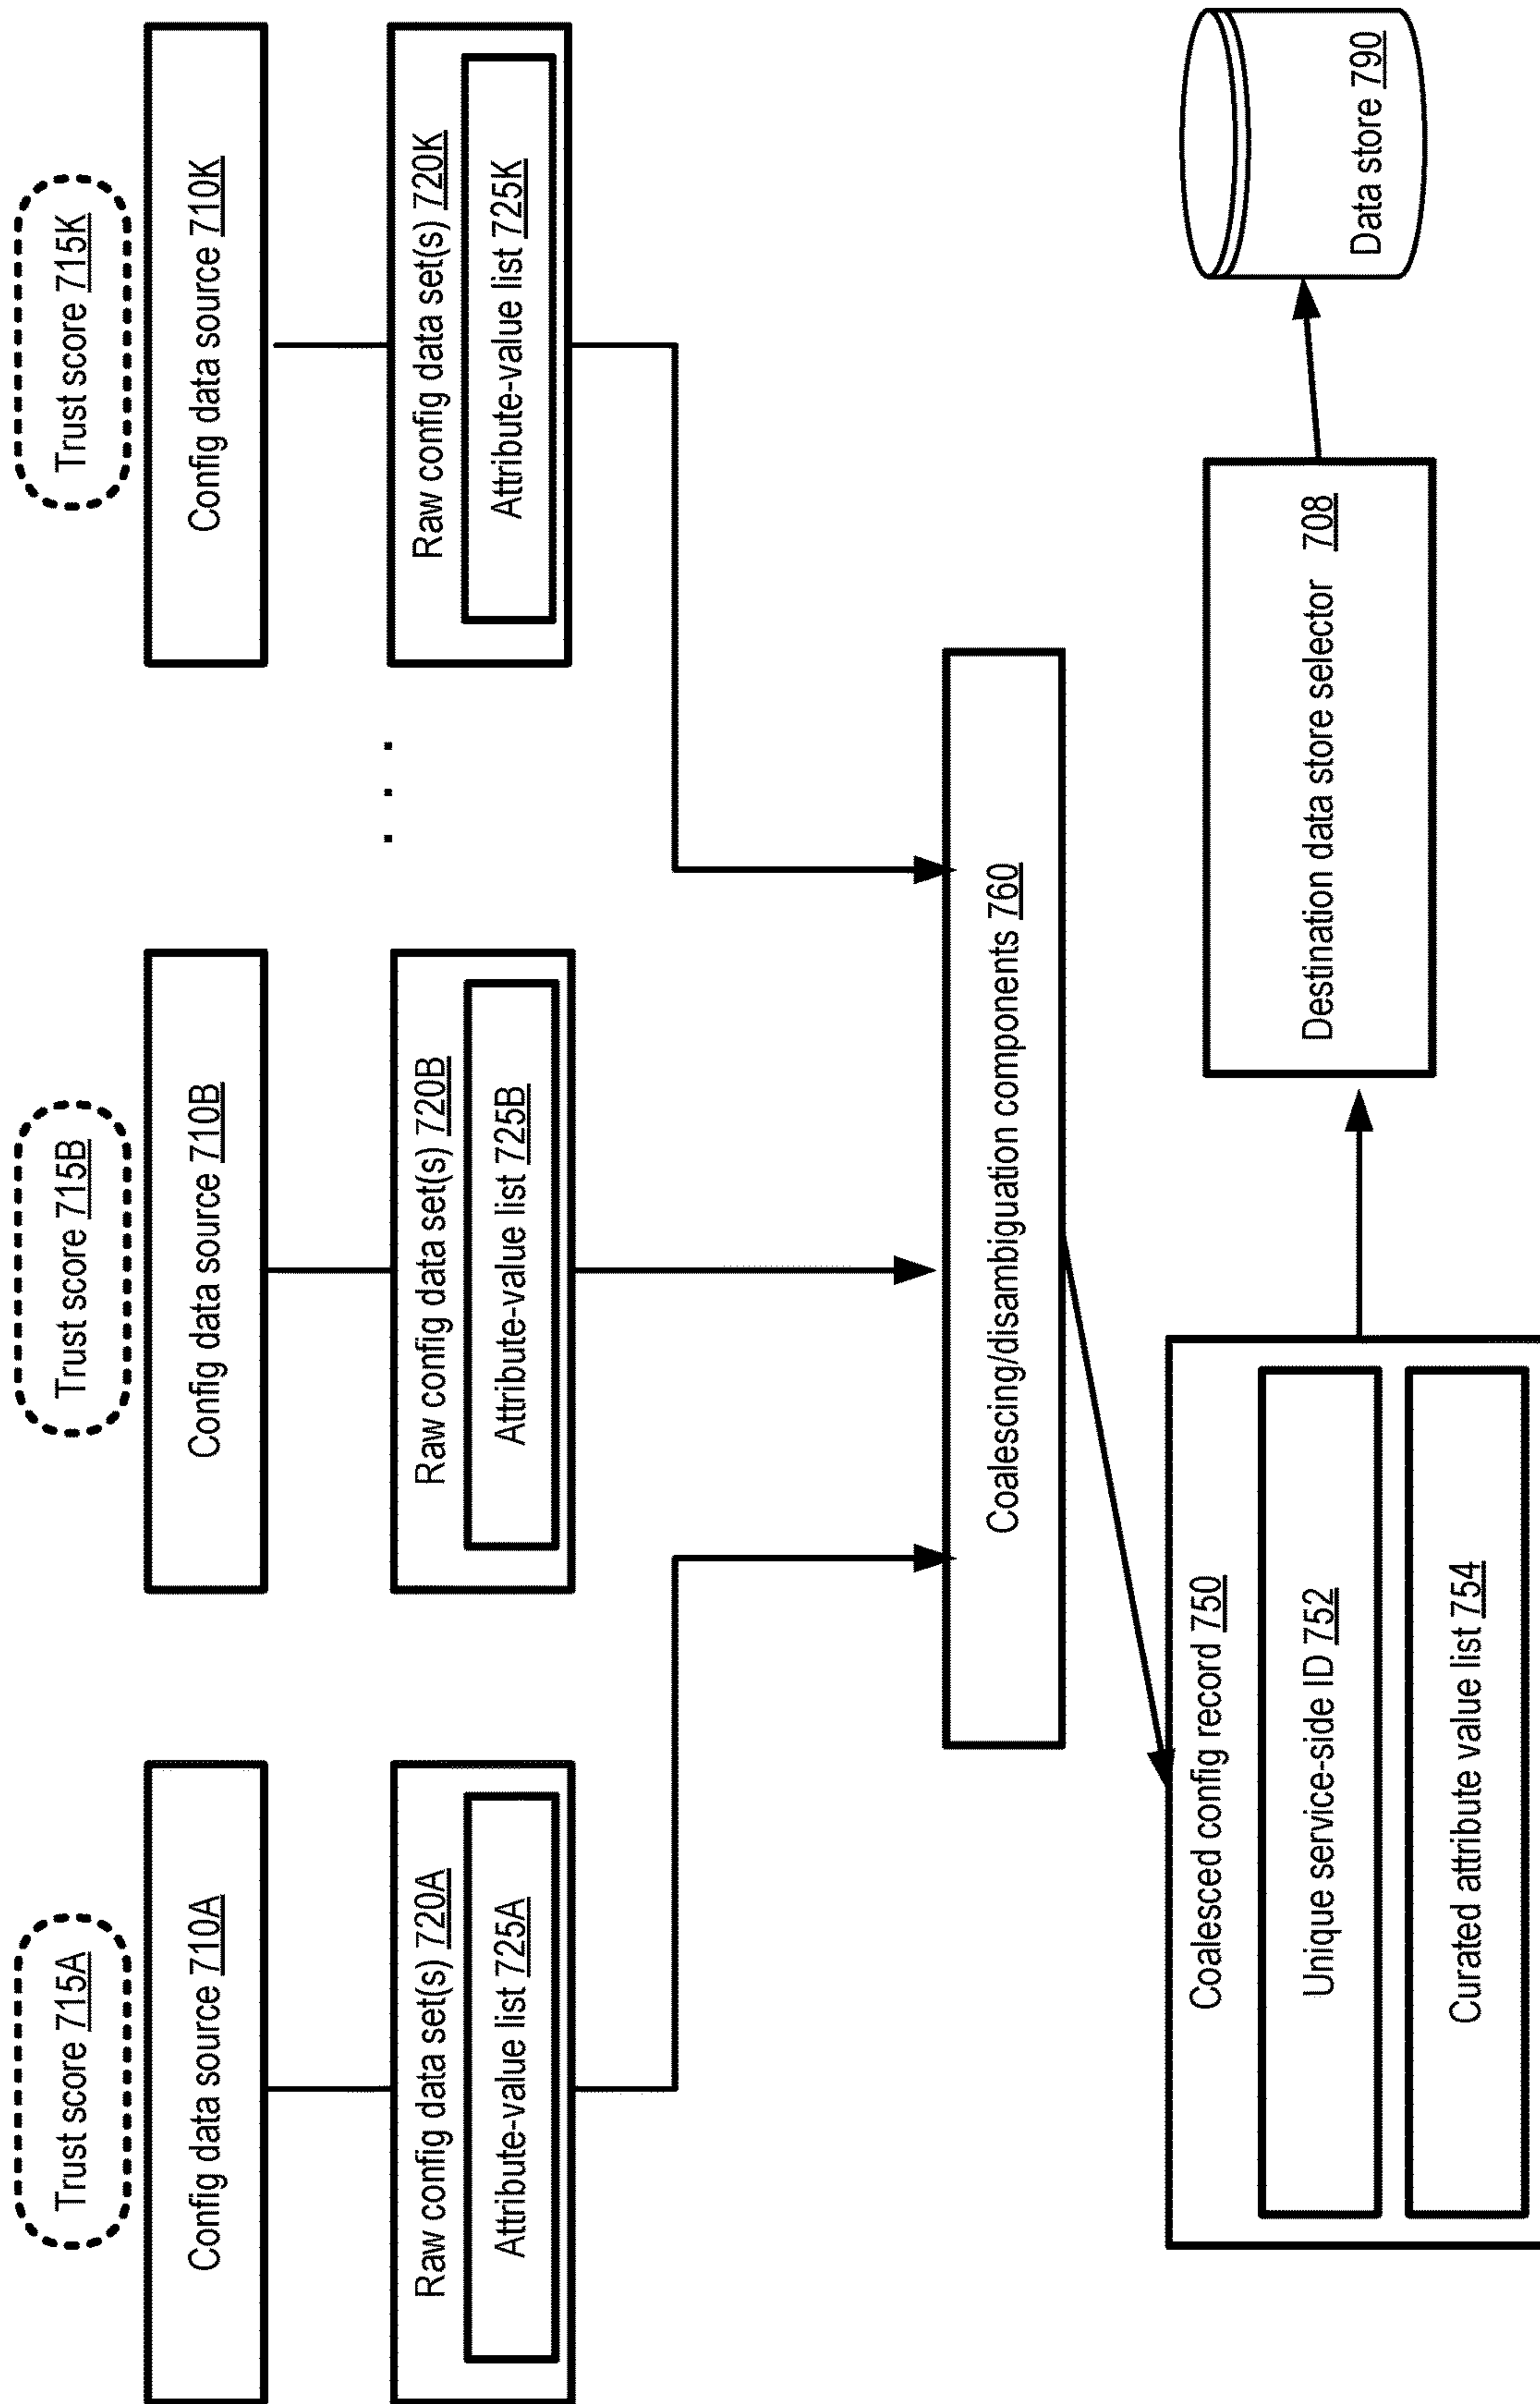 Trust score 715A
Trust score 715B
Trust score 715K
Config data source 710A
Config data source 710B
Config data source 710K
Raw config data set(s) 720A
Attribute-value list 725A
Raw config data set(s) 720B
Attribute-value list 725B
. . .
Raw config data set(s) 720K
Attribute-value list 725K
Coalescing/disambiguation components 760
Coalesced config record 750
Unique service-side ID 752
Curated attribute value list 754
Destination data store selector 708
Data store 790